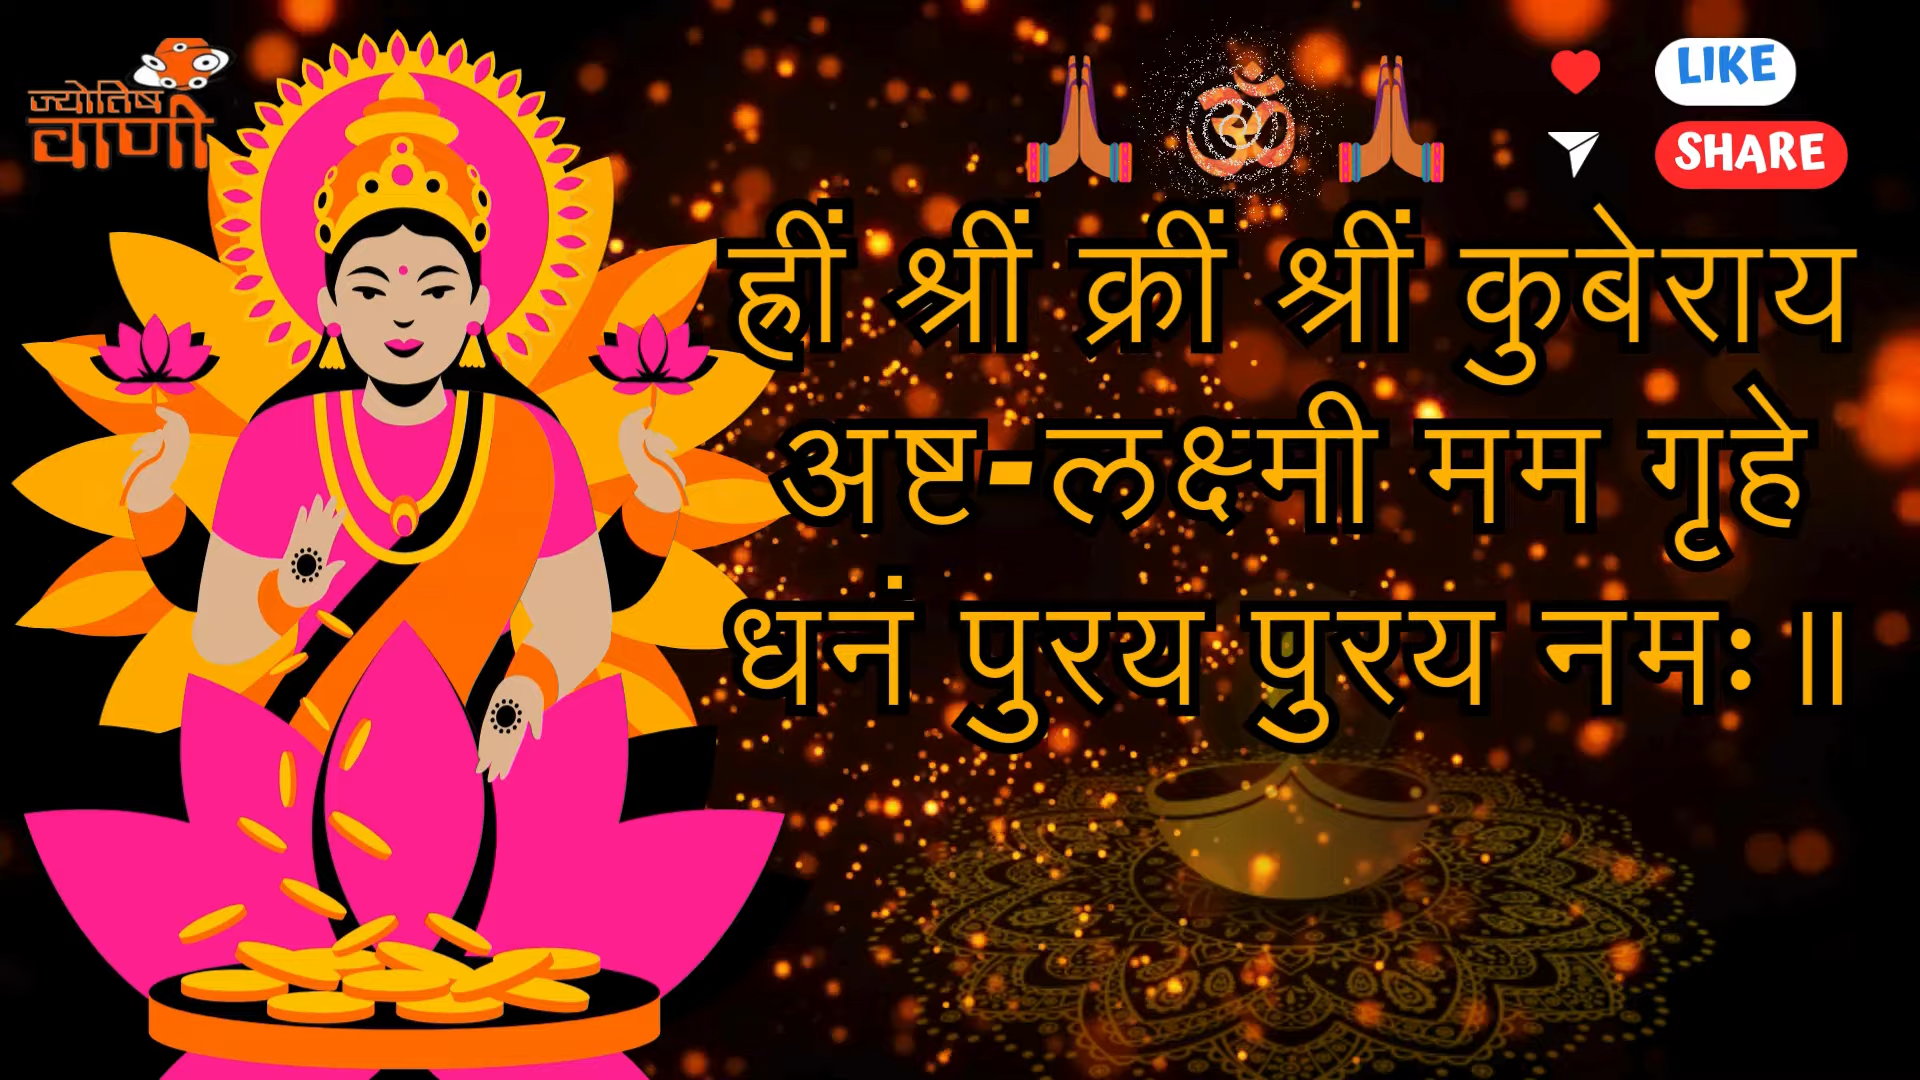 ज्योतिष
वाणी
ॐ
LIKE
SHARE
ह्रीं श्रीं क्रीं श्रीं कुबेराय
अष्ट-लक्ष्मी मम गृहे
धनं पुरय पुरय नमः ॥